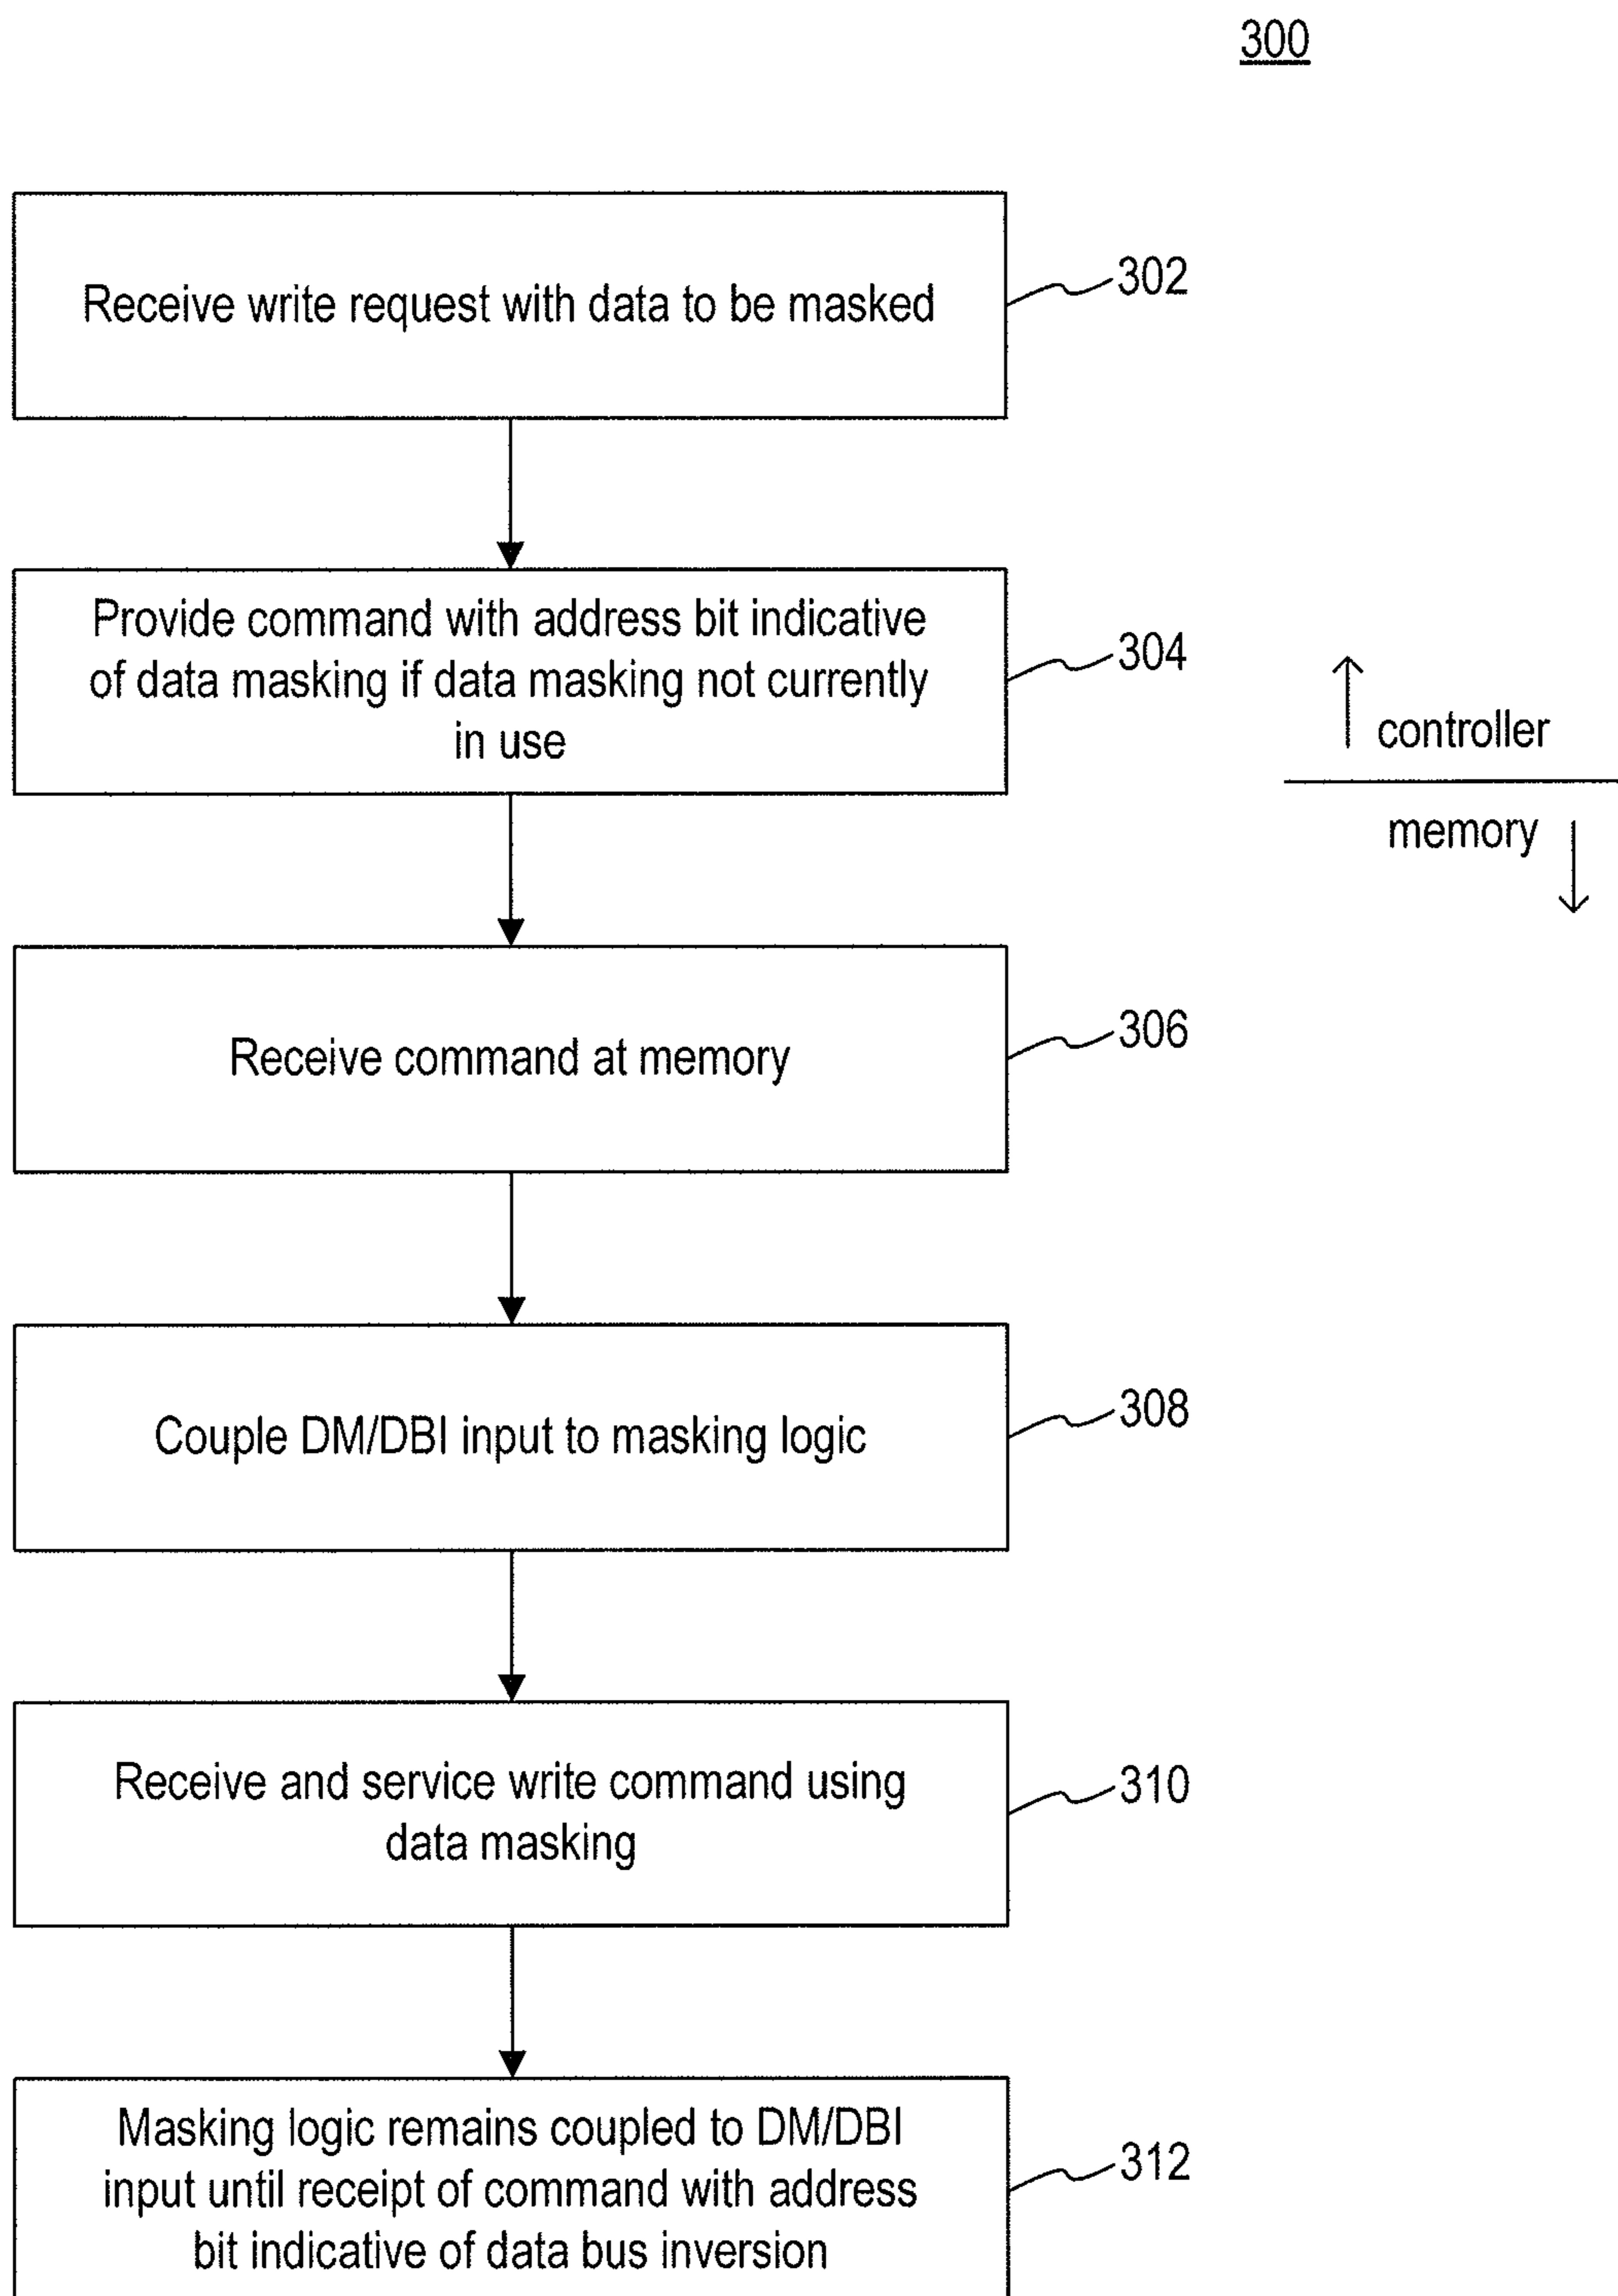 300
Receive write request with data to be masked
302
Provide command with address bit indicative
of data masking if data masking not currently
in use
304
controller
memory
Receive command at memory
306
Couple DM/DBI input to masking logic
308
Receive and service write command using
data masking
310
Masking logic remains coupled to DM/DBI
input until receipt of command with address
bit indicative of data bus inversion
312